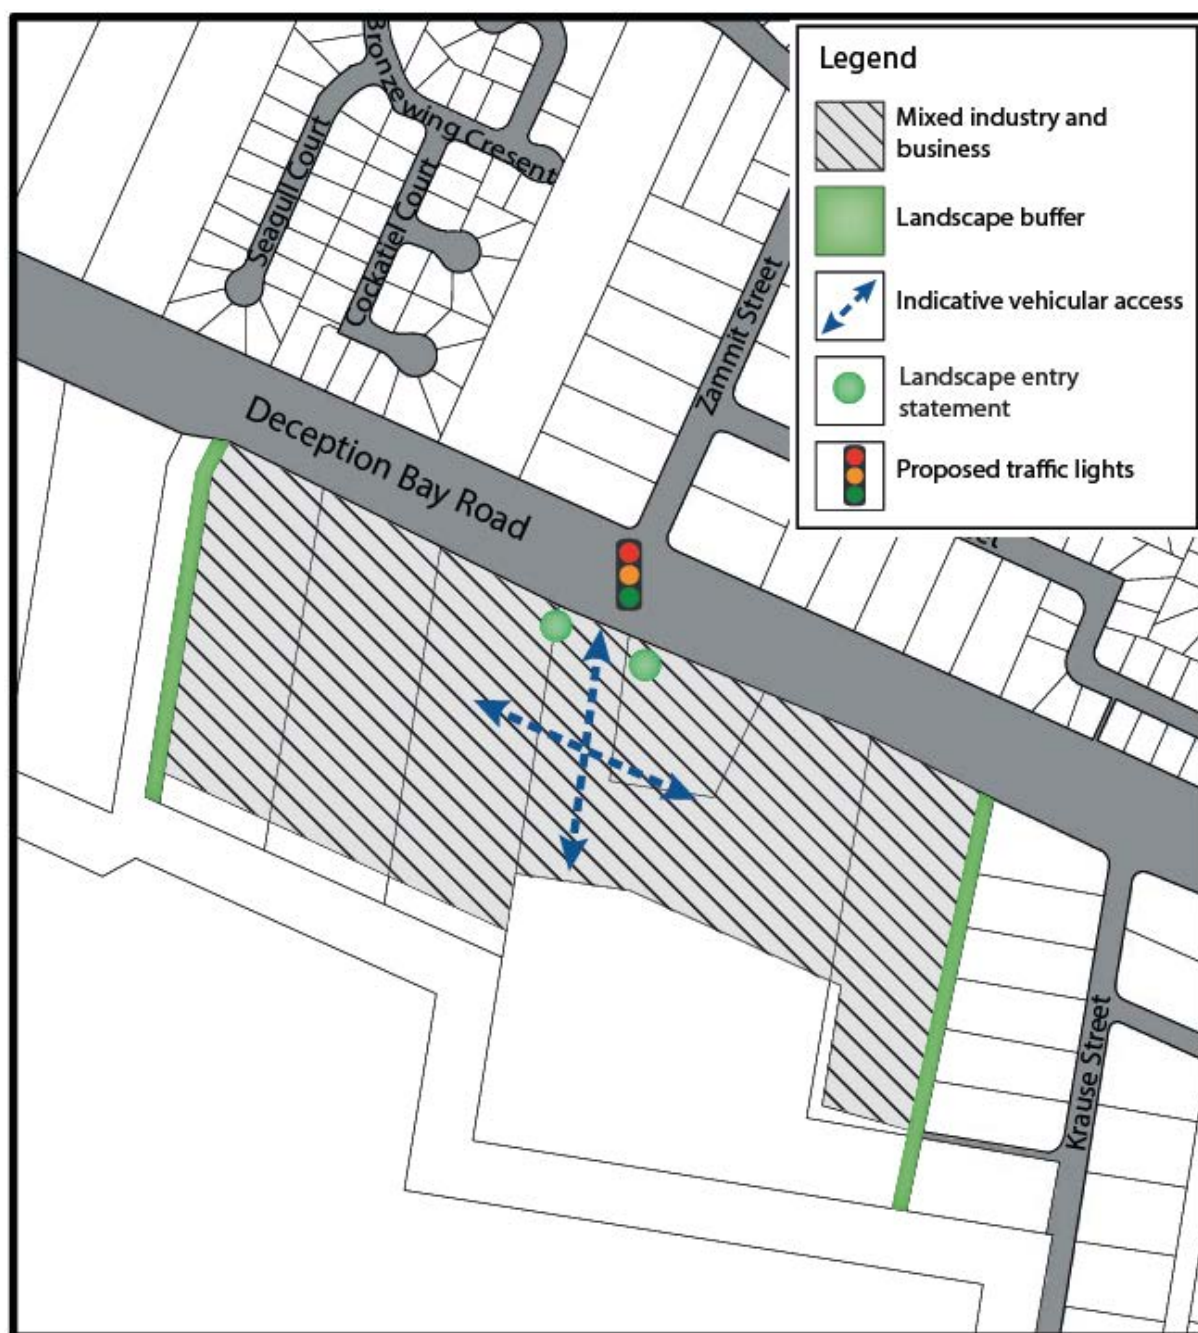 Legend
Mixed industry and
business
Landscape buffer
Indicative vehicular access
Landscape entry
statement
Proposed traffic lights
Bronzewing Cresent
Seagull Court
Cockatiel Court
Zammit Street
Deception Bay Road
Krause Street